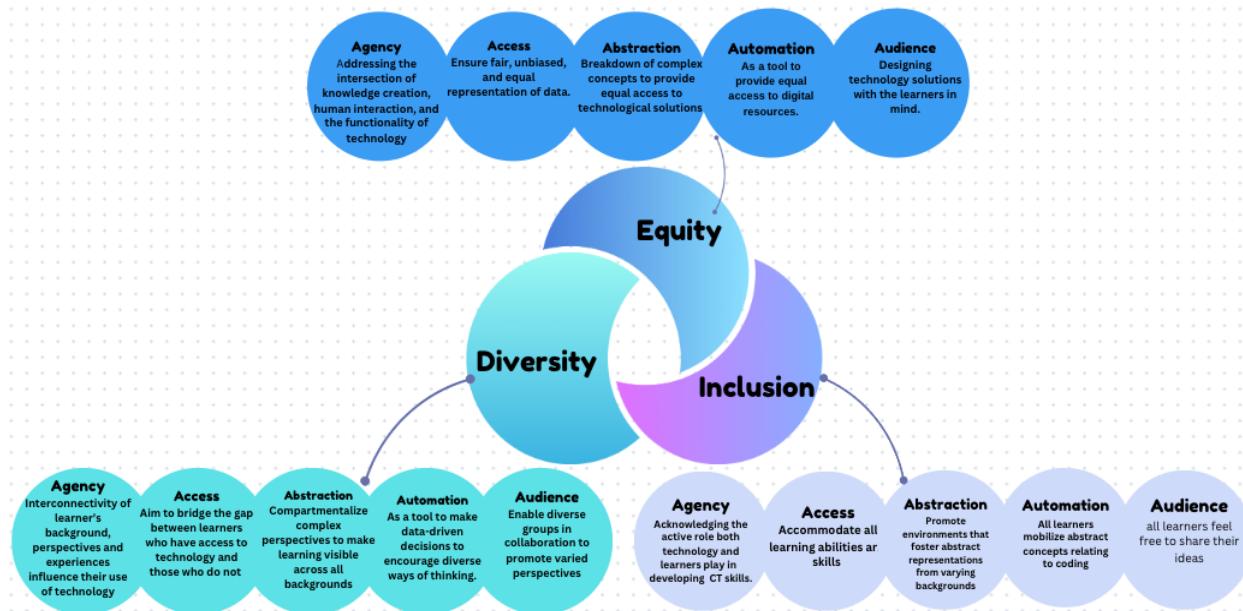 Agency
Addressing the
intersection of
knowledge creation,
human interaction, and
the functionality of
technology
Access
Ensure fair, unbiased,
and equal
representation of data.
Abstraction
Breakdown of complex
concepts to provide
equal access to
technological solutions
Automation
As a tool to
provide equal
access to digital
resources.
Audience
Designing
technology solutions
with the learners in
mind.
Equity
Diversity
Inclusion
Agency
Interconnectivity of
learner's
background,
perspectives and
experiences
influence their use
of technology
Access
Aim to bridge the gap
between learners
who have access to
technology and
those who do not
Abstraction
Compartmentalize
complex
perspectives to make
learning visible
across all
backgrounds
Automation
As a tool to make
data-driven
decisions to
encourage diverse
ways of thinking.
Audience
Enable diverse
groups in
collaboration to
promote varied
perspectives
Agency
Acknowledging the
active role both
technology and
learners play in
developing CT skills.
Access
Accommodate all
learning abilities ar
skills
Abstraction
Promote
environments that
foster abstract
representations
from varying
backgrounds
Automation
All learners
mobilize abstract
concepts relating
to coding
Audience
all learners feel
free to share their
ideas